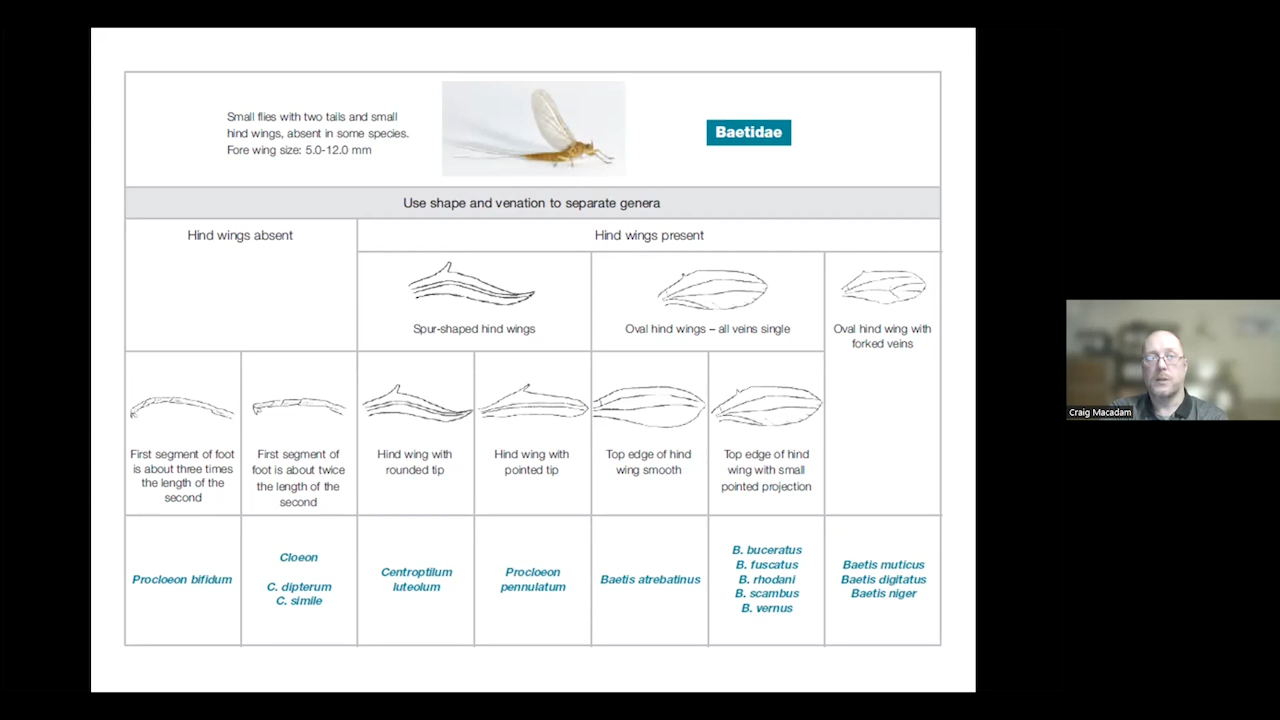 Small flies with two tails and small
hind wings, absent in some species.
Fore wing size: 5.0-12.0 mm
Baetidae
Use shape and venation to separate genera
Hind wings absent
Hind wings present
Spur-shaped hind wings
Oval hind wings – all veins single
Oval hind wing with
forked veins
First segment of foot
is about three times
the length of the
second
First segment of
foot is about twice
the length of the
second
Hind wing with
rounded tip
Hind wing with
pointed tip
Top edge of hind
wing smooth
Top edge of hind
wing with small
pointed projection
Procloeon bifidum
Cloeon
C. dipterum
C. simile
Centroptilum
luteolum
Procloeon
pennulatum
Baetis atrebatinus
B. buceratus
B. fuscatus
B. rhodani
B. scambus
B. vernus
Baetis muticus
Baetis digitatus
Baetis niger
Craig Macadam